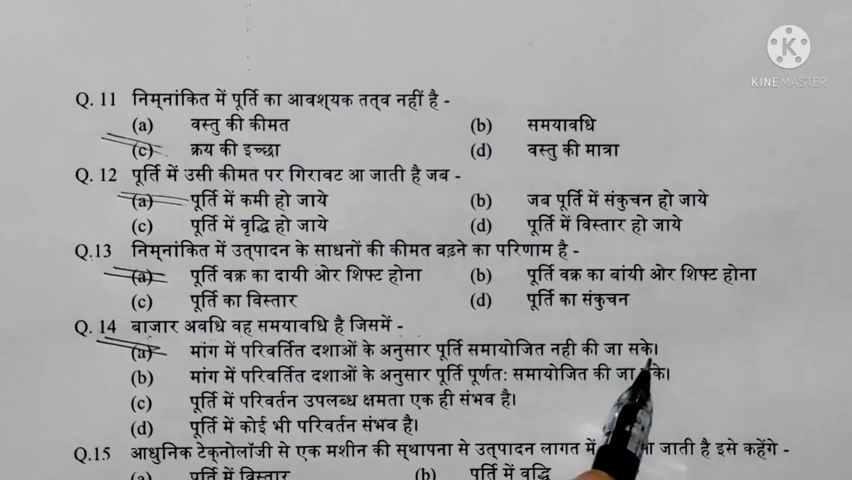 K
KINEMASTER
Q. 11 निम्नांकित में पूर्ति का आवश्यक तत्व नहीं है -
(a) वस्तु की कीमत (b) समयावधि
(c) क्रय की इच्छा (d) वस्तु की मात्रा
Q. 12 पूर्ति में उसी कीमत पर गिरावट आ जाती है जब -
(a) पूर्ति में कमी हो जाये (b) जब पूर्ति में संकुचन हो जाये
(c) पूर्ति में वृद्धि हो जाये (d) पूर्ति में विस्तार हो जाये
Q.13 निम्नांकित में उत्पादन के साधनों की कीमत बड़ने का परिणाम है -
(a) पूर्ति वक्र का दायी ओर शिफ्ट होना (b) पूर्ति वक्र का बांयी ओर शिफ्ट होना
(c) पूर्ति का विस्तार (d) पूर्ति का संकुचन
Q. 14 बाजार अवधि वह समयावधि है जिसमें -
(a) मांग में परिवर्तित दशाओं के अनुसार पूर्ति समायोजित नही की जा सके।
(b) मांग में परिवर्तित दशाओं के अनुसार पूर्ति पूर्णत: समायोजित की जा
(c) पूर्ति में परिवर्तन उपलब्ध क्षमता एक ही संभव है।
(d) पूर्ति में कोई भी परिवर्तन संभव है।
Q.15 आधुनिक टेक्नोलॉजी से एक मशीन की स्थापना से उत्पादन लागत में जाती है इसे कहेंगे -
(a) पूर्ति में विस्तार (b) पूर्ति में वृद्धि